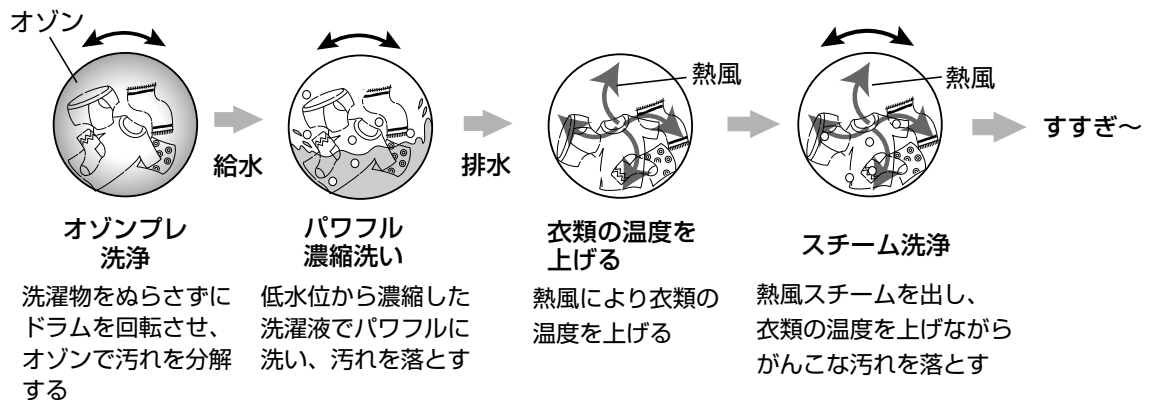 オゾン
給水
オゾンプレ
洗浄
洗濯物をぬらさずに
ドラムを回転させ、
オゾンで汚れを分解
する
排水
パワフル
濃縮洗い
低水位から濃縮した
洗濯液でパワフルに
洗い、汚れを落とす
熱風
衣類の温度を
上げる
熱風により衣類の
温度を上げる
熱風
スチーム洗浄
熱風スチームを出し、
衣類の温度を上げながら
がんこな汚れを落とす
すすぎ～